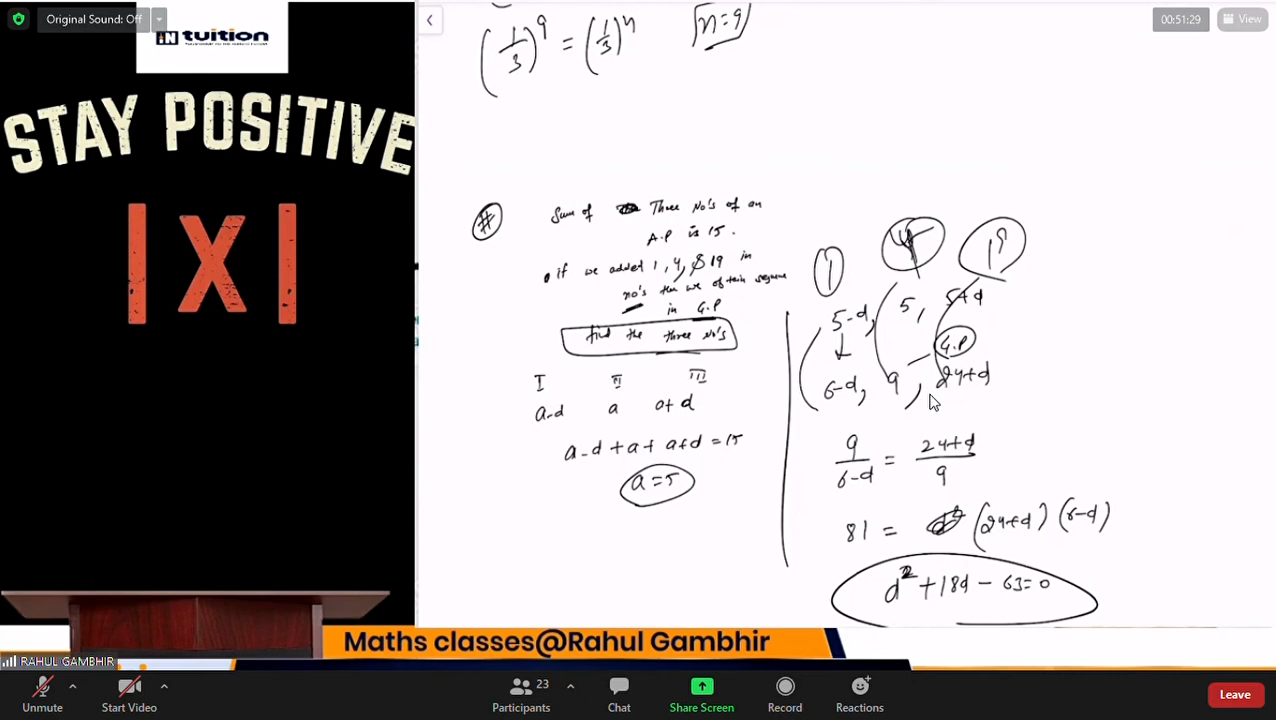 Original Sound: Off
00:51:29
View
iN
tuition
STAY POSITIVE
|x|
(1/3)^9 = (1/3)^n
n=9
#
Sum of Three No's of an
A.P is 15.
if we added 1, 4, & 19 in
no's then we obtain sequence
in G.P
find the three No's
I II III
a-d a a+d
a-d+a+a+d=15
a=5
1 4 19
5-d, 5, 5+d
G.P
6-d, 9, 24+d
9/(6-d) = (24+d)/9
81 = (24+d)(6-d)
d²+18d-63=0
Maths classes@Rahul Gambhir
RAHUL GAMBHIR
23
Unmute
Start Video
Participants
Chat
Share Screen
Record
Reactions
Leave